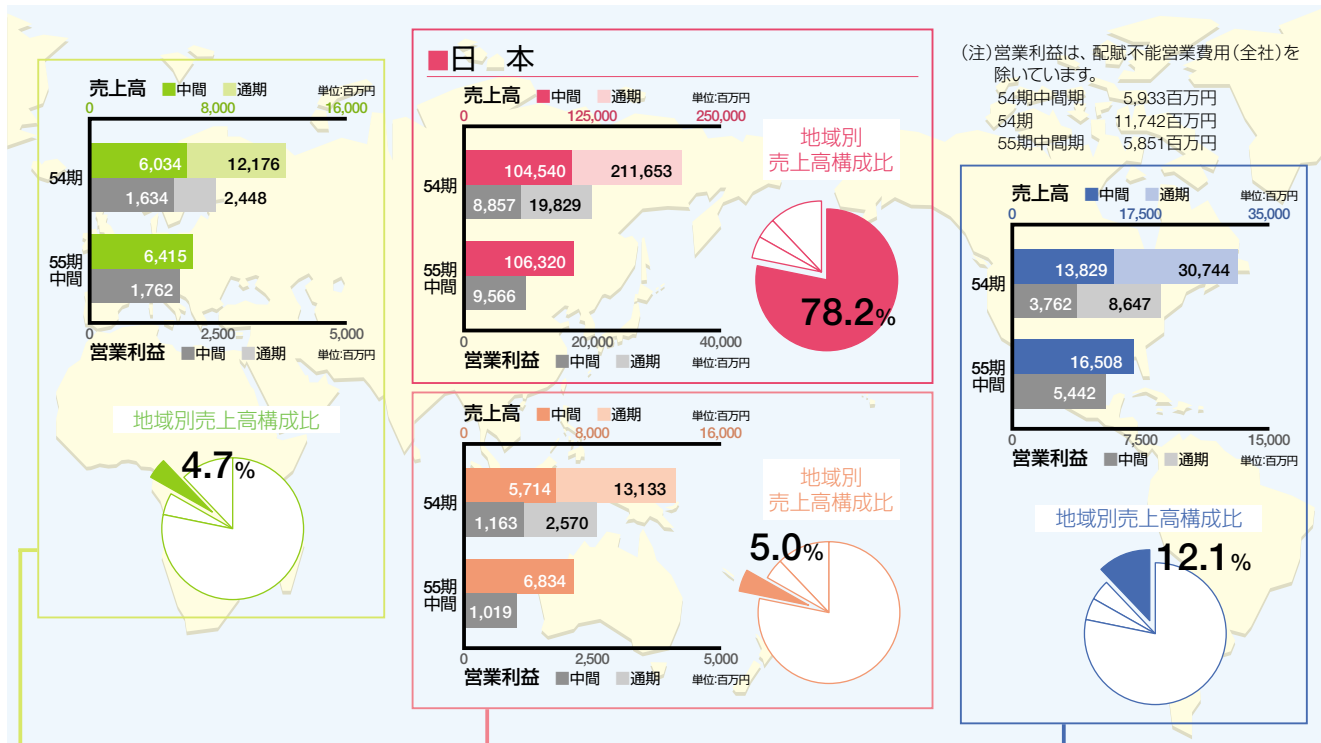 売上高 ■中間 ■通期 単位:百万円
0 8,000 16,000
54期
6,034 12,176
1,634 2,448
55期
中間
6,415
1,762
0 2,500 5,000
営業利益 ■中間 ■通期 単位:百万円
地域別売上高構成比
4.7%
■日 本
売上高 ■中間 ■通期 単位:百万円
0 125,000 250,000
54期
104,540 211,653
8,857 19,829
55期
中間
106,320
9,566
0 20,000 40,000
営業利益 ■中間 ■通期 単位:百万円
地域別
売上高構成比
78.2%
売上高 ■中間 ■通期 単位:百万円
0 8,000 16,000
54期
5,714 13,133
1,163 2,570
55期
中間
6,834
1,019
0 2,500 5,000
営業利益 ■中間 ■通期 単位:百万円
地域別
売上高構成比
5.0%
(注)営業利益は、配賦不能営業費用(全社)を
除いています。
54期中間期 5,933百万円
54期 11,742百万円
55期中間期 5,851百万円
売上高 ■中間 ■通期 単位:百万円
0 17,500 35,000
54期
13,829 30,744
3,762 8,647
55期
中間
16,508
5,442
0 7,500 15,000
営業利益 ■中間 ■通期 単位:百万円
地域別売上高構成比
12.1%